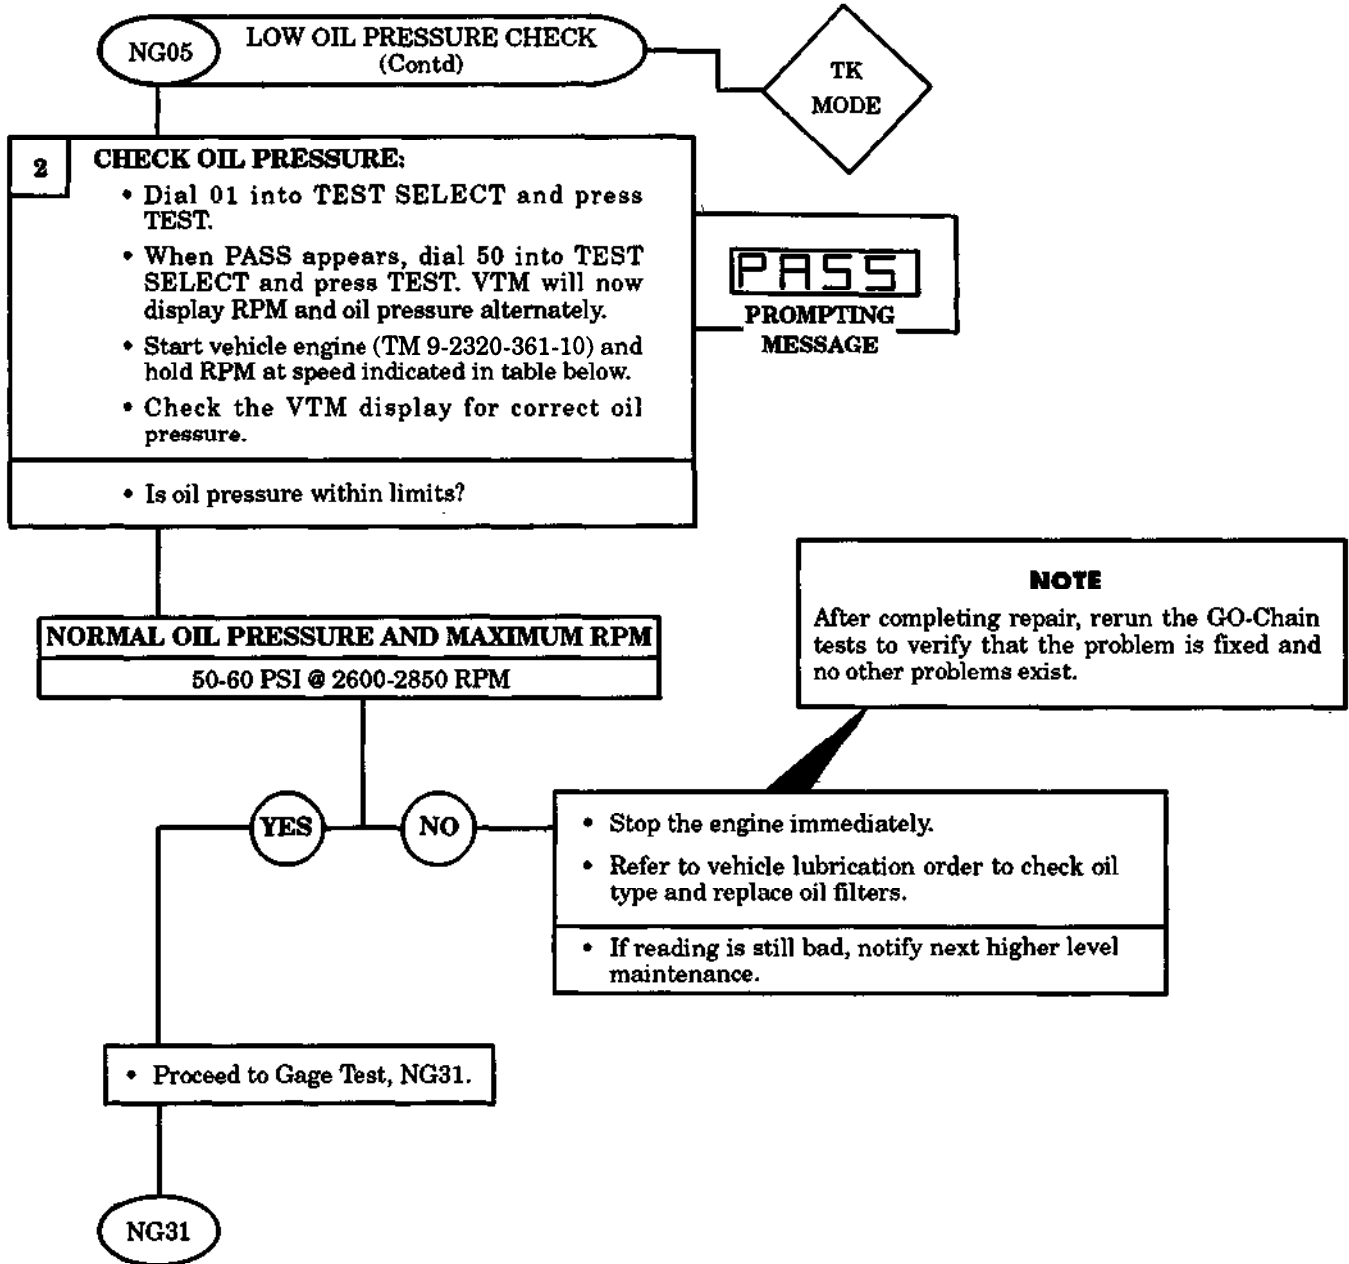 NG05
LOW OIL PRESSURE CHECK
(Contd)
TK
MODE
2
CHECK OIL PRESSURE:
• Dial 01 into TEST SELECT and press
TEST.
• When PASS appears, dial 50 into TEST
SELECT and press TEST. VTM will now
display RPM and oil pressure alternately.
• Start vehicle engine (TM 9-2320-361-10) and
hold RPM at speed indicated in table below.
• Check the VTM display for correct oil
pressure.
• Is oil pressure within limits?
PASS
PROMPTING
MESSAGE
NORMAL OIL PRESSURE AND MAXIMUM RPM
50-60 PSI @ 2600-2850 RPM
NOTE
After completing repair, rerun the GO-Chain
tests to verify that the problem is fixed and
no other problems exist.
YES
NO
• Stop the engine immediately.
• Refer to vehicle lubrication order to check oil
type and replace oil filters.
• If reading is still bad, notify next higher level
maintenance.
• Proceed to Gage Test, NG31.
NG31